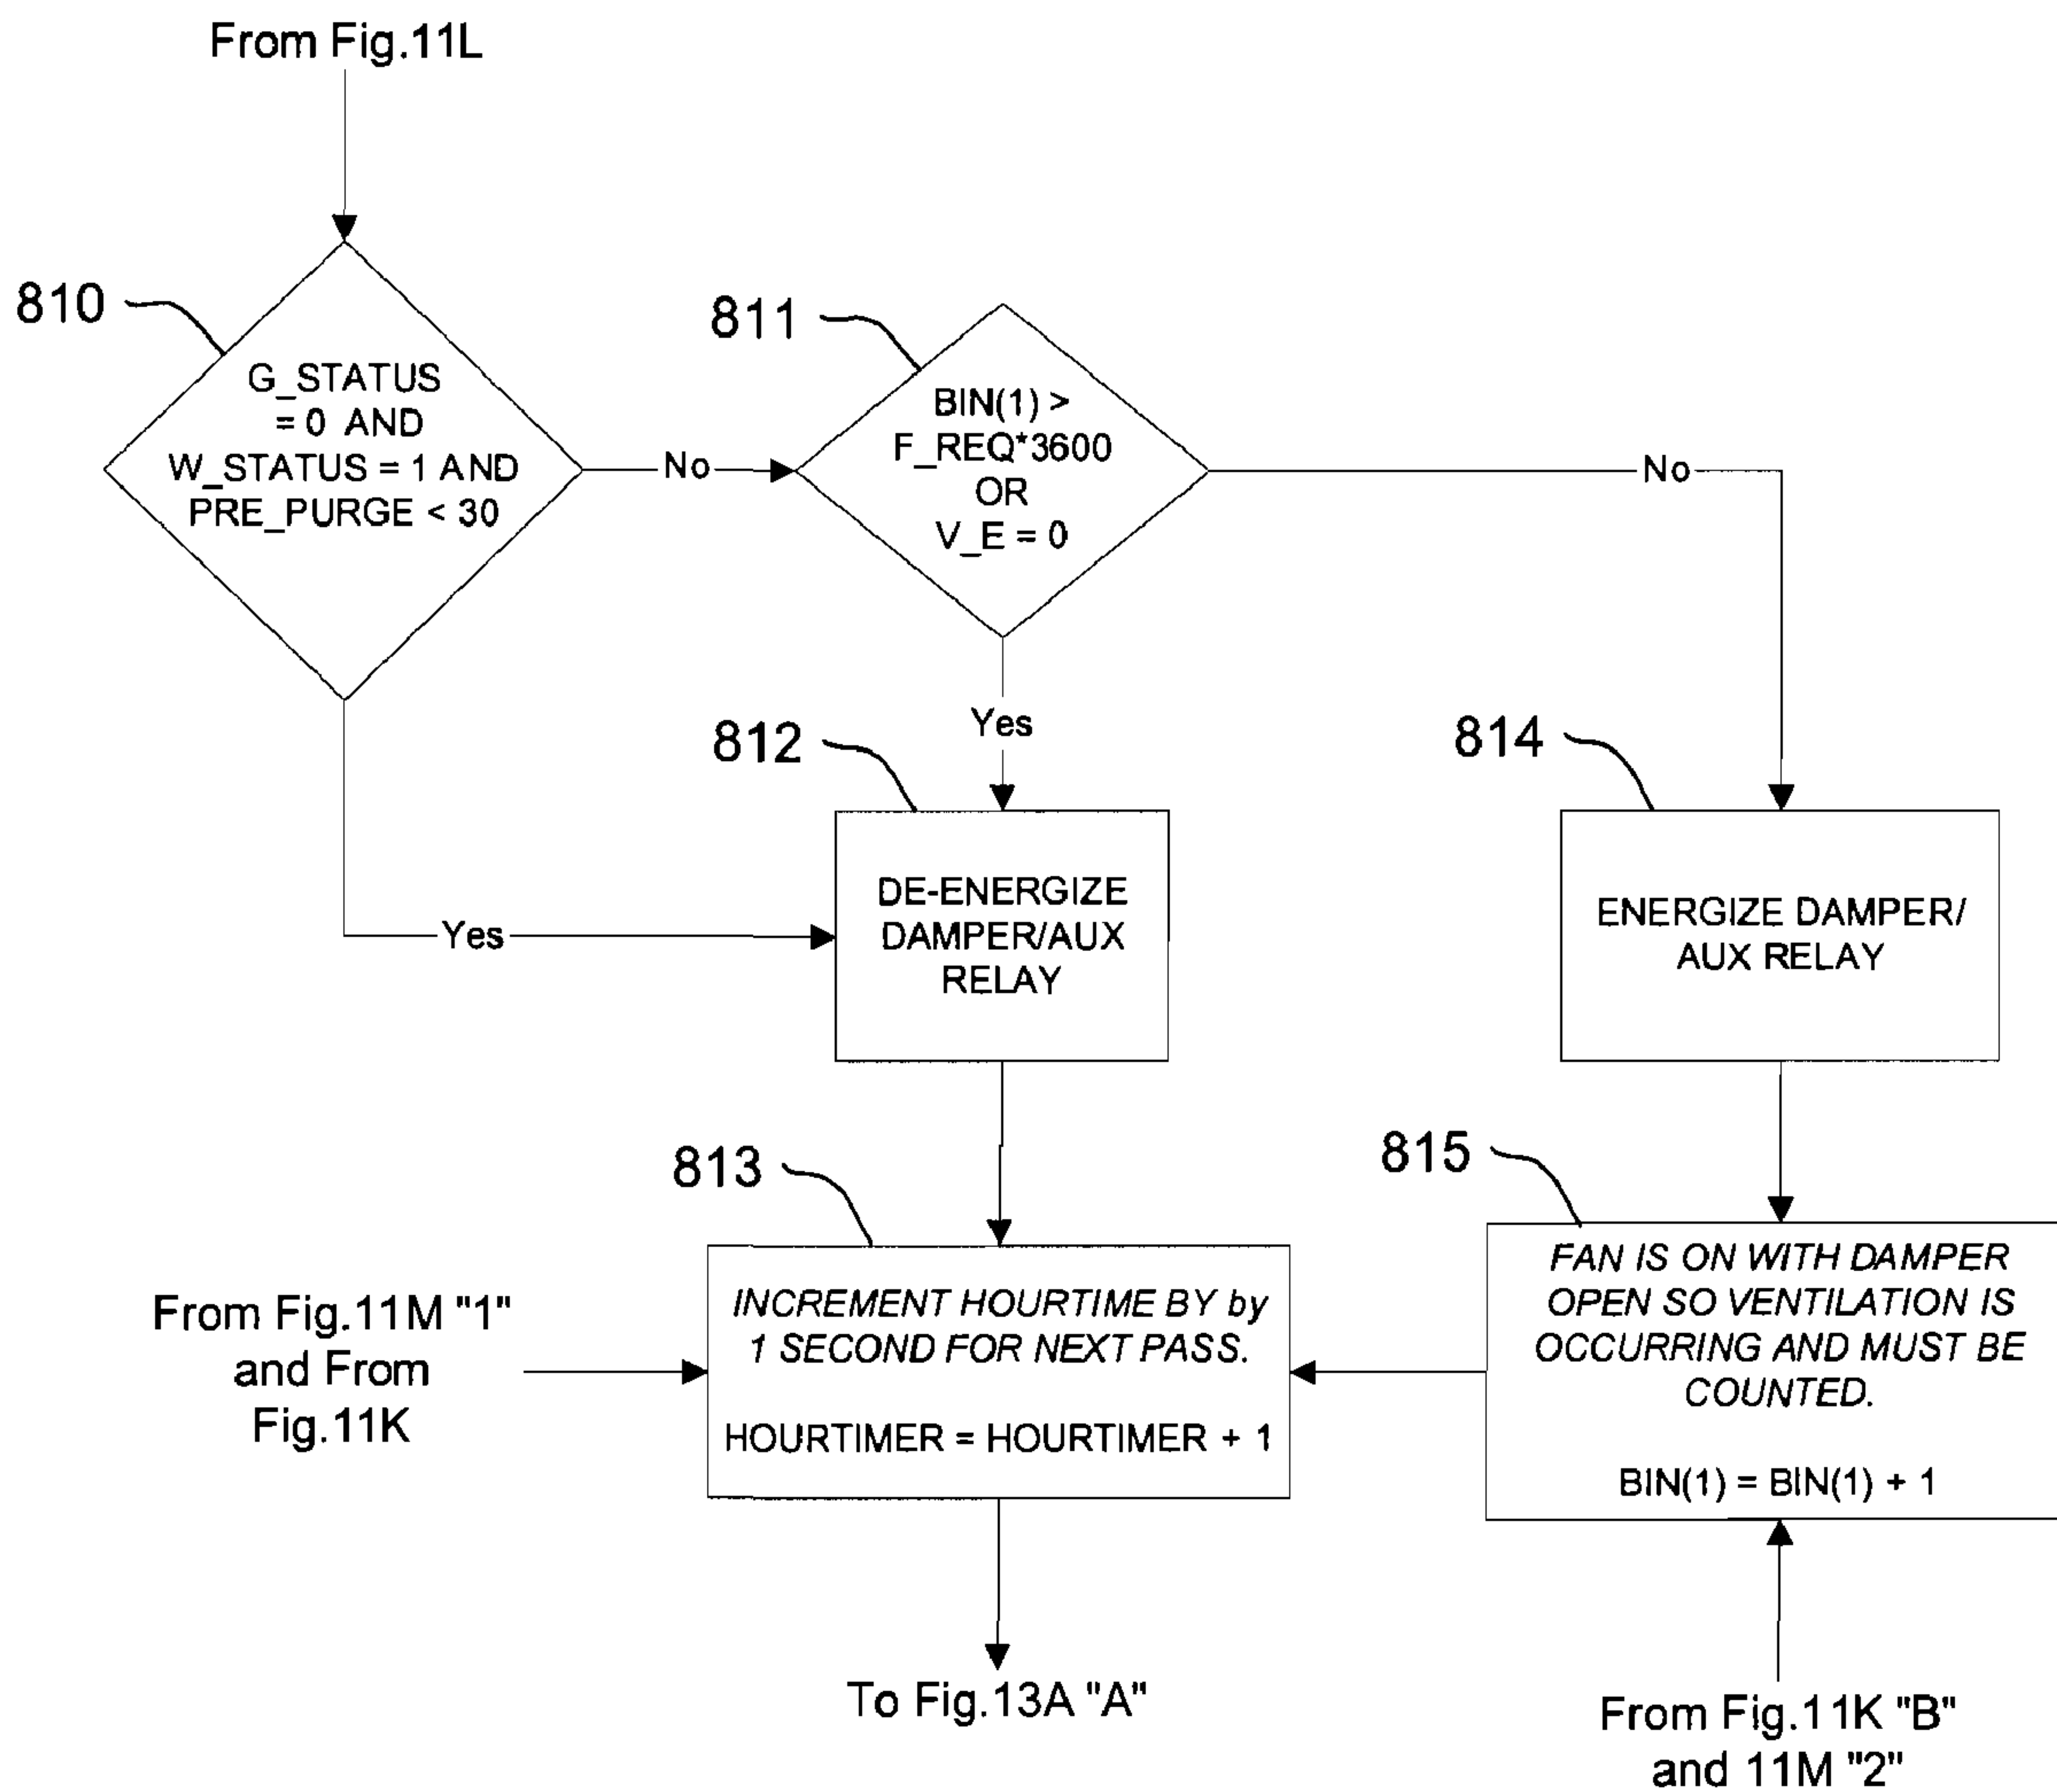 From Fig.11L
810
G_STATUS
= 0 AND
W_STATUS = 1 AND
PRE_PURGE < 30
No
811
BIN(1) >
F_REQ*3600
OR
V_E = 0
No
Yes
Yes
812
DE-ENERGIZE
DAMPER/AUX
RELAY
814
ENERGIZE DAMPER/
AUX RELAY
813
INCREMENT HOURTIME BY by
1 SECOND FOR NEXT PASS.
HOURTIMER = HOURTIMER + 1
815
FAN IS ON WITH DAMPER
OPEN SO VENTILATION IS
OCCURRING AND MUST BE
COUNTED.
BIN(1) = BIN(1) + 1
From Fig.11M "1"
and From
Fig.11K
To Fig.13A "A"
From Fig.11K "B"
and 11M "2"